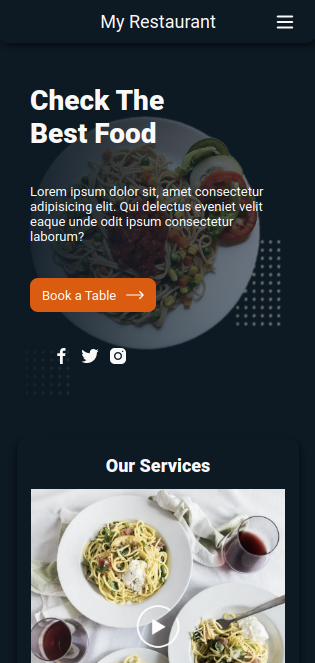 My Restaurant
Check The
Best Food
Lorem ipsum dolor sit, amet consectetur
adipisicing elit. Qui delectus eveniet velit
eaque unde odit ipsum consectetur
laborum?
Book a Table
Our Services